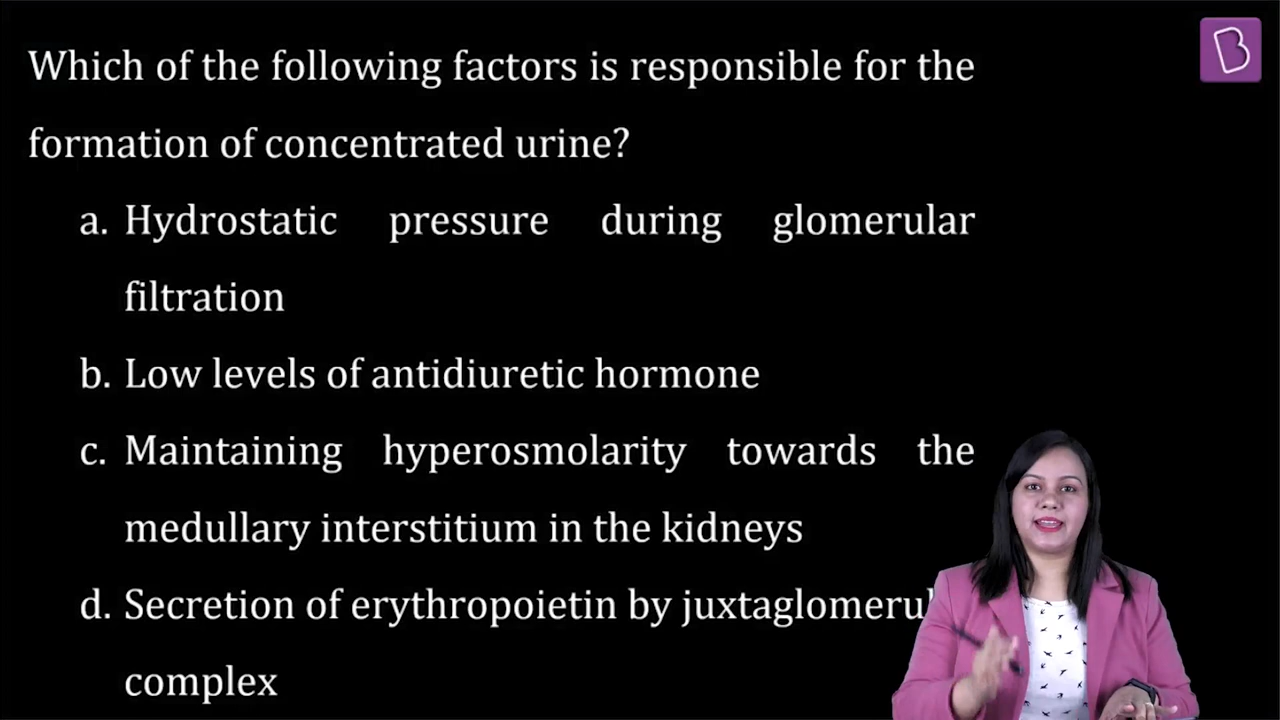 Which of the following factors is responsible for the
formation of concentrated urine?
a. Hydrostatic pressure during glomerular
filtration
b. Low levels of antidiuretic hormone
c. Maintaining hyperosmolarity towards the
medullary interstitium in the kidneys
d. Secretion of erythropoietin by
complex